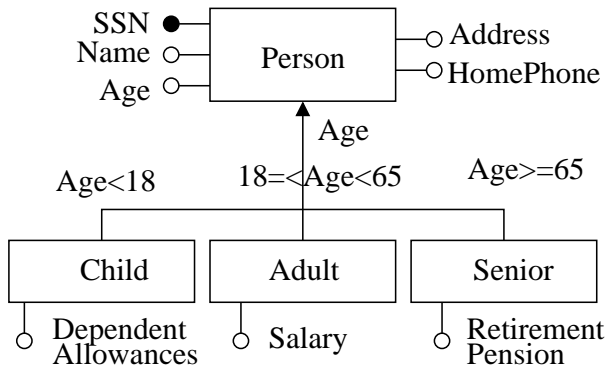 SSN
Name
Age
Person
Address
HomePhone
Age
Age<18
18=<Age<65
Age>=65
Child
Adult
Senior
Dependent
Allowances
Salary
Retirement
Pension